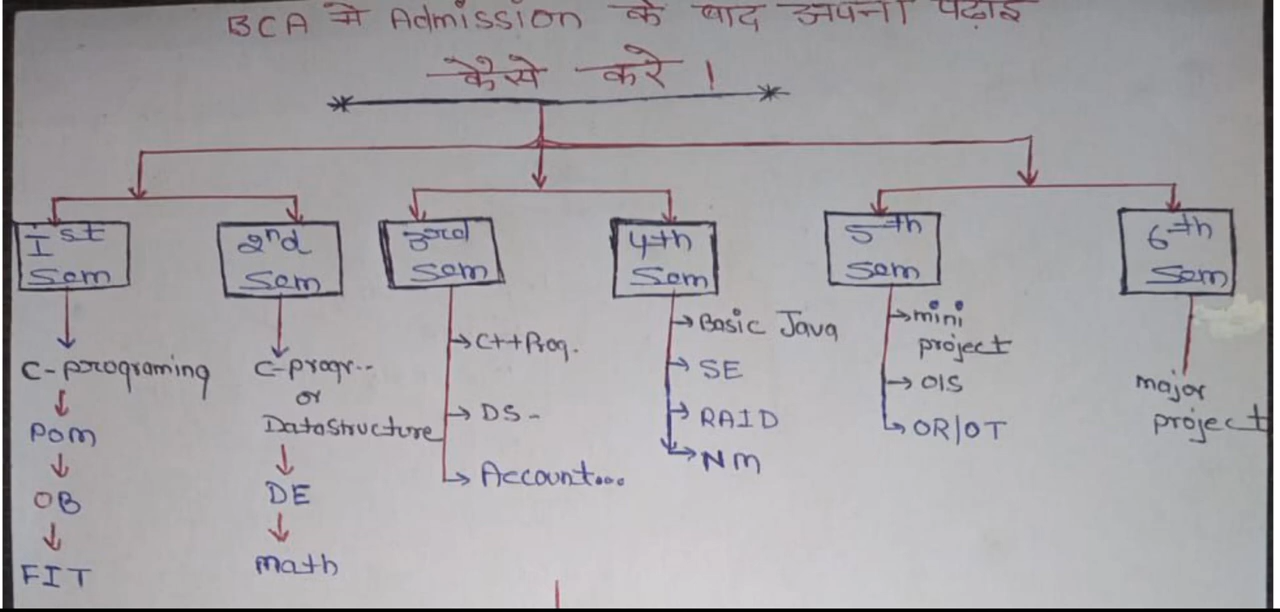 BCA मे Admission के बाद अपना पढ़ाई
कैसे करे ।
Ist
Sem
C-programing
POM
OB
FIT
2nd
Sem
C-progr..
or
DataStructure
DE
Math
3rd
Sem
C++Prog.
DS-
Account...
4th
Sem
Basic Java
SE
RAID
NM
5th
Sem
mini
project
OIS
OR/OT
6th
Sem
major
project